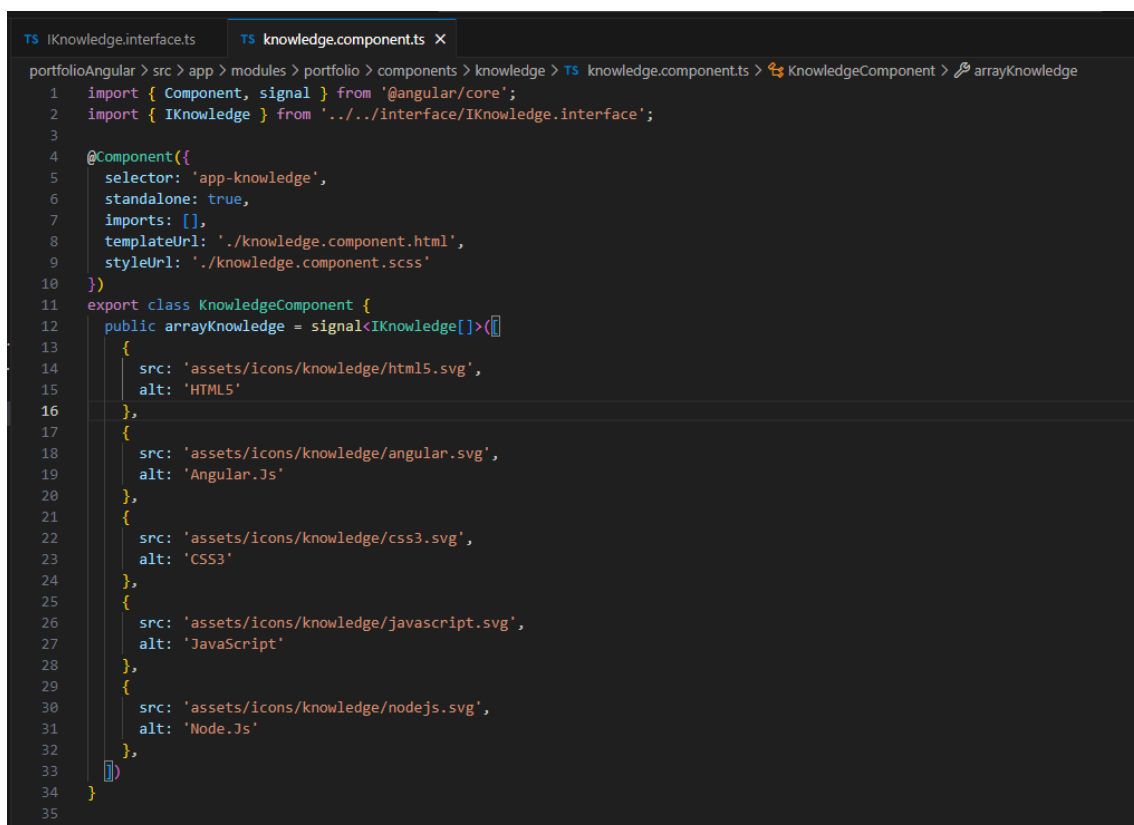 TS IKnowledge.interface.ts TS knowledge.component.ts ×
portfolioAngular > src > app > modules > portfolio > components > knowledge > TS knowledge.component.ts > KnowledgeComponent > arrayKnowledge
1 import { Component, signal } from '@angular/core';
2 import { IKnowledge } from '../../interface/IKnowledge.interface';
3
4 @Component({
5   selector: 'app-knowledge',
6   standalone: true,
7   imports: [],
8   templateUrl: './knowledge.component.html',
9   styleUrl: './knowledge.component.scss'
10 })
11 export class KnowledgeComponent {
12   public arrayKnowledge = signal<IKnowledge[]>([
13     {
14       src: 'assets/icons/knowledge/html5.svg',
15       alt: 'HTML5'
16     },
17     {
18       src: 'assets/icons/knowledge/angular.svg',
19       alt: 'Angular.Js'
20     },
21     {
22       src: 'assets/icons/knowledge/css3.svg',
23       alt: 'CSS3'
24     },
25     {
26       src: 'assets/icons/knowledge/javascript.svg',
27       alt: 'JavaScript'
28     },
29     {
30       src: 'assets/icons/knowledge/nodejs.svg',
31       alt: 'Node.Js'
32     },
33   ])
34 }
35